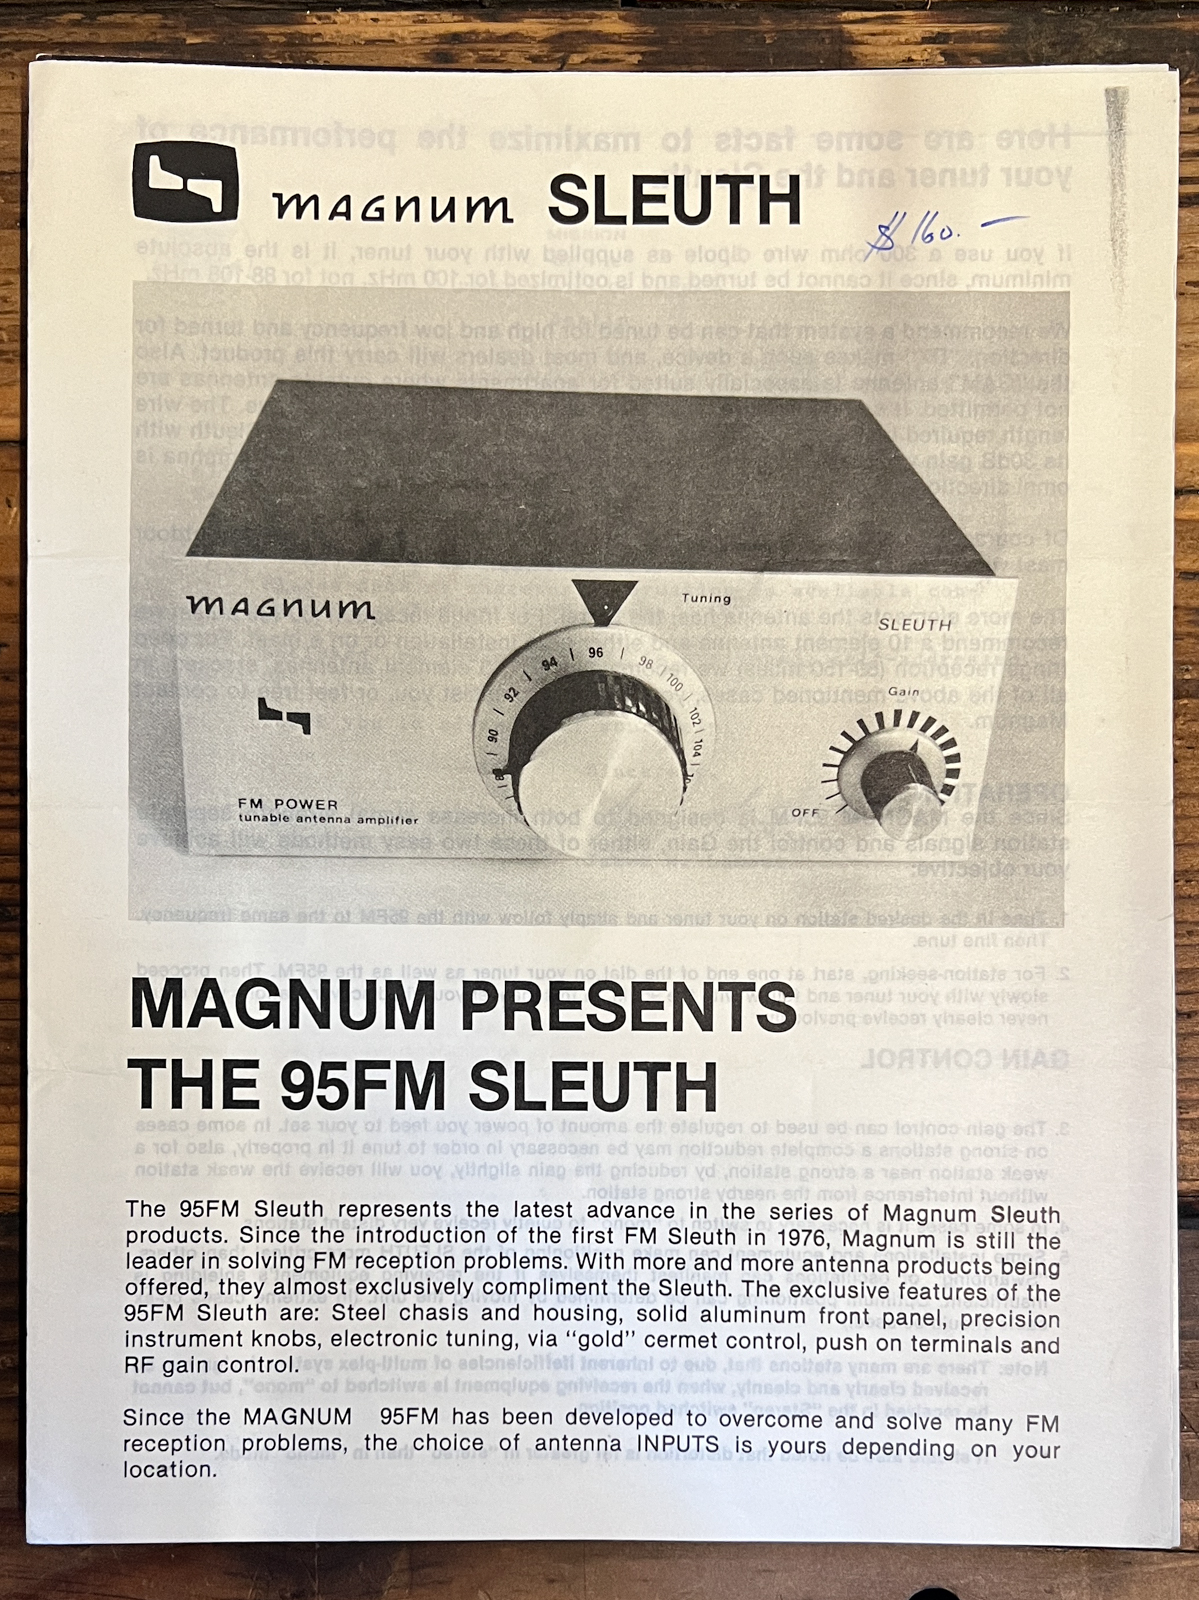 magnum SLEUTH
$160.—
magnum
Tuning
SLEUTH
Gain
88 | 90 | 92 | 94 | 96 | 98 | 100 | 102 | 104 |
OFF
FM POWER
tunable antenna amplifier
MAGNUM PRESENTS
THE 95FM SLEUTH
The 95FM Sleuth represents the latest advance in the series of Magnum Sleuth
products. Since the introduction of the first FM Sleuth in 1976, Magnum is still the
leader in solving FM reception problems. With more and more antenna products being
offered, they almost exclusively compliment the Sleuth. The exclusive features of the
95FM Sleuth are: Steel chasis and housing, solid aluminum front panel, precision
instrument knobs, electronic tuning, via "gold" cermet control, push on terminals and
RF gain control.
Since the MAGNUM 95FM has been developed to overcome and solve many FM
reception problems, the choice of antenna INPUTS is yours depending on your
location.